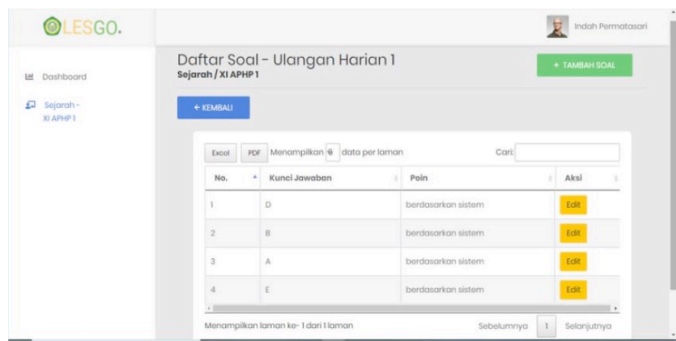 LESGO.
Indah Permatasari
Dashboard
Sejarah -
XI APHP 1
Daftar Soal - Ulangan Harian 1
Sejarah / XI APHP 1
+ TAMBAH SOAL
← KEMBALI
Excel PDF Menampilkan data per laman Cari:
No. Kunci Jawaban Poin Aksi
1 D berdasarkan sistem Edit
2 B berdasarkan sistem Edit
3 A berdasarkan sistem Edit
4 E berdasarkan sistem Edit
Menampilkan laman ke- 1 dari 1 laman Sebelumnya 1 Selanjutnya